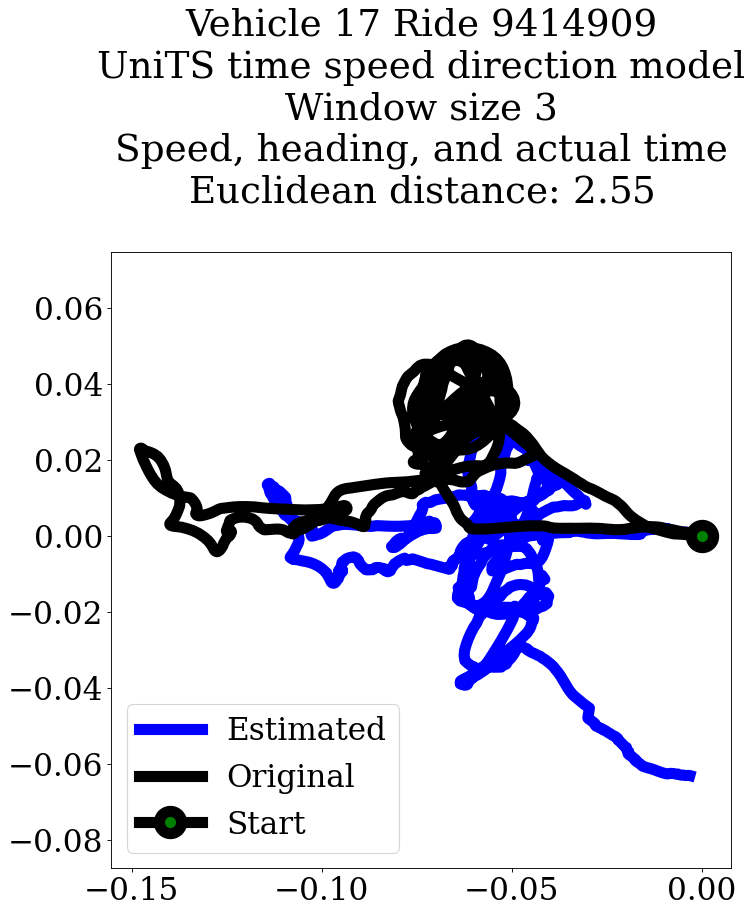 Vehicle 17 Ride 9414909
UniTS time speed direction model
Window size 3
Speed, heading, and actual time
Euclidean distance: 2.55
0.06
0.04
0.02
0.00
−0.02
−0.04
−0.06
−0.08
Estimated
Original
Start
−0.15
−0.10
−0.05
0.00